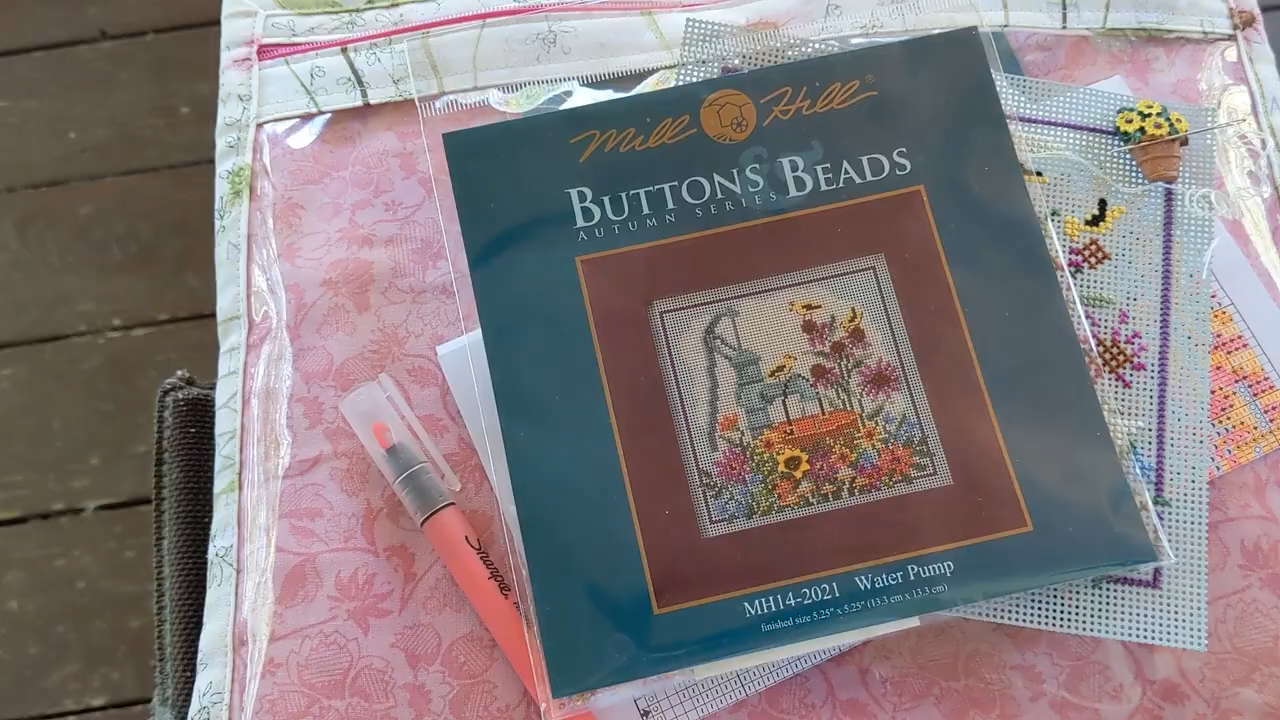 Mill Hill®
BUTTONS & BEADS
AUTUMN SERIES
MH14-2021 Water Pump
finished size 5.25" x 5.25" (13.3 cm x 13.3 cm)
Sharpie